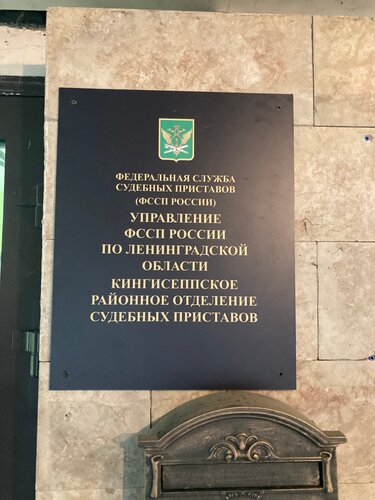 ФЕДЕРАЛЬНАЯ СЛУЖБА
СУДЕБНЫХ ПРИСТАВОВ
(ФССП РОССИИ)
УПРАВЛЕНИЕ
ФССП РОССИИ
ПО ЛЕНИНГРАДСКОЙ
ОБЛАСТИ
КИНГИСЕППСКОЕ
РАЙОННОЕ ОТДЕЛЕНИЕ
СУДЕБНЫХ ПРИСТАВОВ